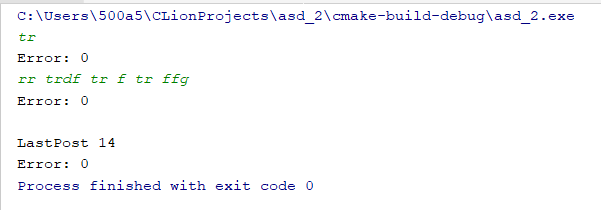 C:\Users\500a5\CLionProjects\asd_2\cmake-build-debug\asd_2.exe
tr
Error: 0
rr trdf tr f tr ffg
Error: 0
LastPost 14
Error: 0
Process finished with exit code 0